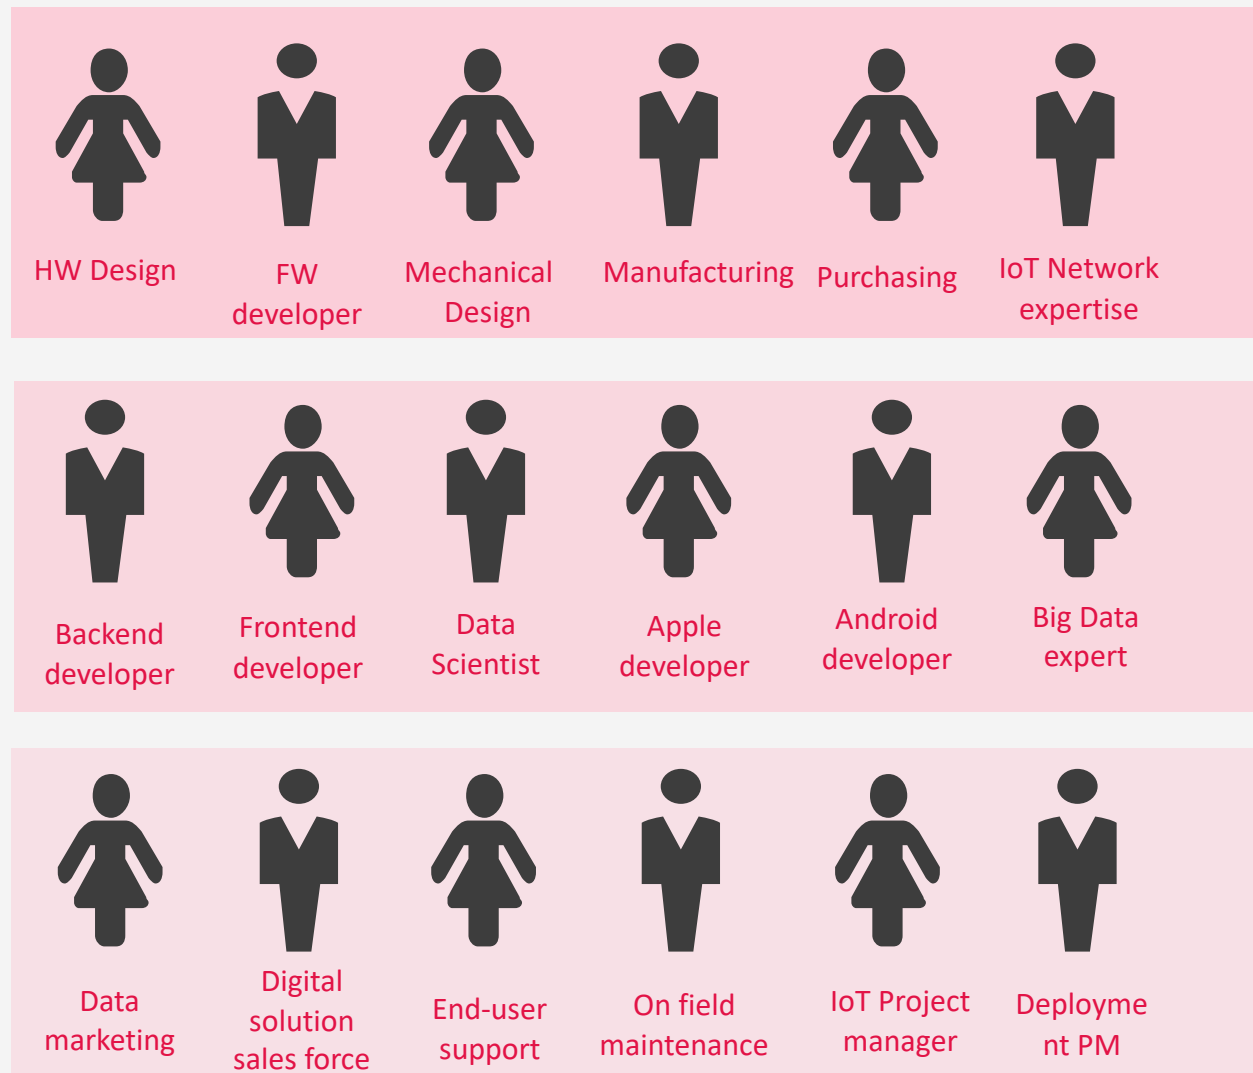 HW Design
FW
developer
Mechanical
Design
Manufacturing
Purchasing
IoT Network
expertise
Backend
developer
Frontend
developer
Data
Scientist
Apple
developer
Android
developer
Big Data
expert
Data
marketing
Digital
solution
sales force
End-user
support
On field
maintenance
IoT Project
manager
Deployme
nt PM